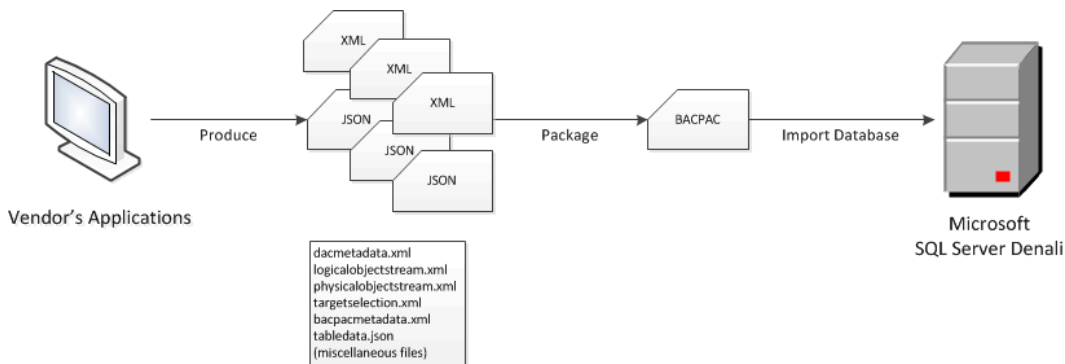 XML
XML
XML
JSON
JSON
JSON
Produce
Package
BACPAC
Import Database
Vendor's Applications
Microsoft
SQL Server Denali
dacmetadata.xml
logicalobjectstream.xml
physicalobjectstream.xml
targetselection.xml
bacpacmetadata.xml
tabledata.json
(miscellaneous files)